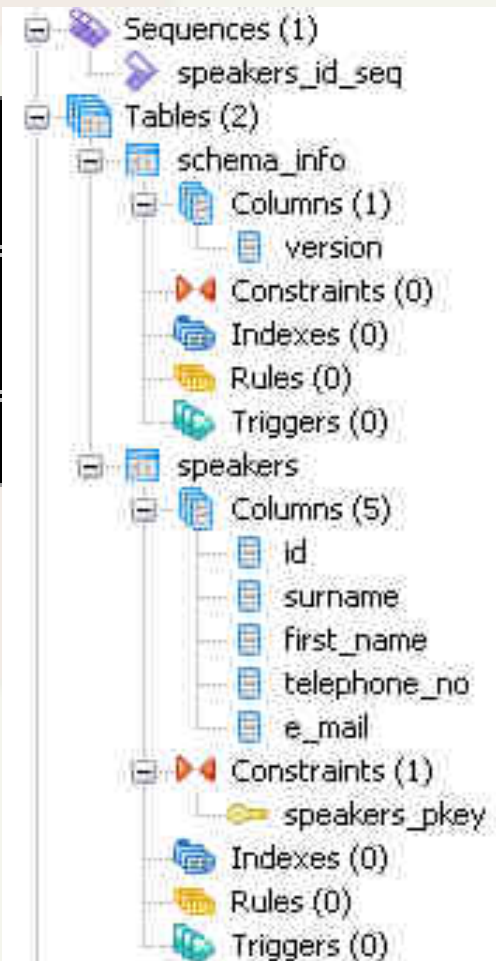 Sequences (1)
speakers_id_seq
Tables (2)
schema_info
Columns (1)
version
Constraints (0)
Indexes (0)
Rules (0)
Triggers (0)
speakers
Columns (5)
id
surname
first_name
telephone_no
e_mail
Constraints (1)
speakers_pkey
Indexes (0)
Rules (0)
Triggers (0)